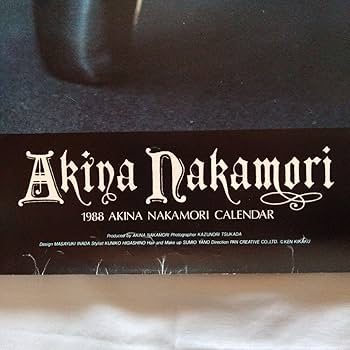 Akina Nakamori
1988 AKINA NAKAMORI CALENDAR
Produced by AKINA NAKAMORI Photographer KAZUNORI TSUKADA
Design MASAYUKI INADA Stylist KUNIKO HIGASHINO Hair and Make up SUMIO YANO Direction PAN CREATIVE CO.,LTD. ©KEN KIKAKU